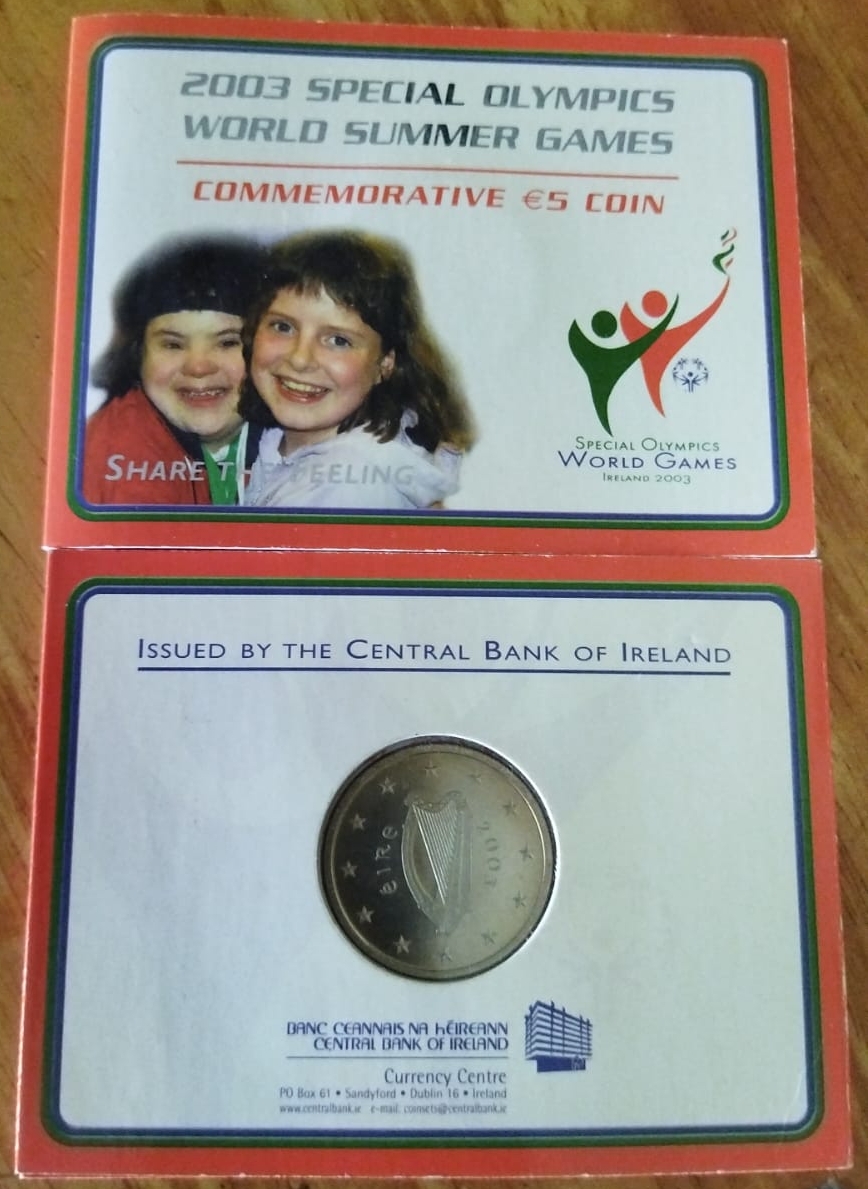 2003 SPECIAL OLYMPICS
WORLD SUMMER GAMES
COMMEMORATIVE €5 COIN
SHARE THE FEELING
SPECIAL OLYMPICS
WORLD GAMES
IRELAND 2003
ISSUED BY THE CENTRAL BANK OF IRELAND
éire
2003
BANC CEANNAIS NA hÉIREANN
CENTRAL BANK OF IRELAND
Currency Centre
PO Box 61 • Sandyford • Dublin 16 • Ireland
www.centralbank.ie e-mail: coinsets@centralbank.ie